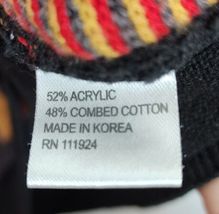 52% ACRYLIC
48% COMBED COTTON
MADE IN KOREA
RN 111924